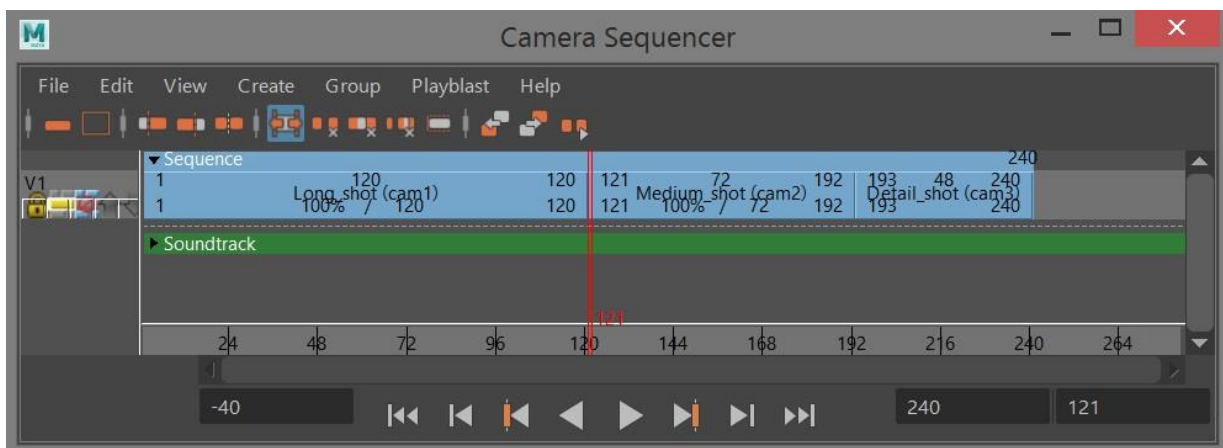 Camera Sequencer
File Edit View Create Group Playblast Help
Sequence 240
V1
1 120 120 121 72 192 193 48 240
Long_shot (cam1) Medium_shot (cam2) Detail_shot (cam3)
1 100% / 120 120 121 100% / 72 192 193 240
Soundtrack
121
24 48 72 96 120 144 168 192 216 240 264
-40 240 121